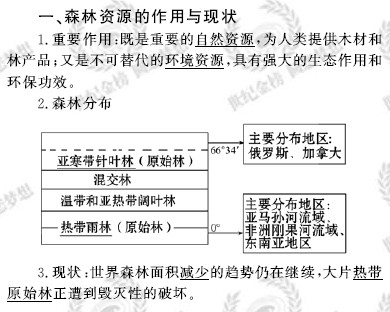 一、森林资源的作用与现状
1.重要作用:既是重要的自然资源,为人类提供木材和
林产品;又是不可替代的环境资源,具有强大的生态作用和
环保功效。
2.森林分布
66°34′
主要分布地区:
俄罗斯、加拿大
亚寒带针叶林(原始林)
混交林
温带和亚热带阔叶林
热带雨林(原始林)
0°
主要分布地区:
亚马孙河流域、
非洲刚果河流域、
东南亚地区
3.现状:世界森林面积减少的趋势仍在继续,大片热带
原始林正遭到毁灭性的破坏。